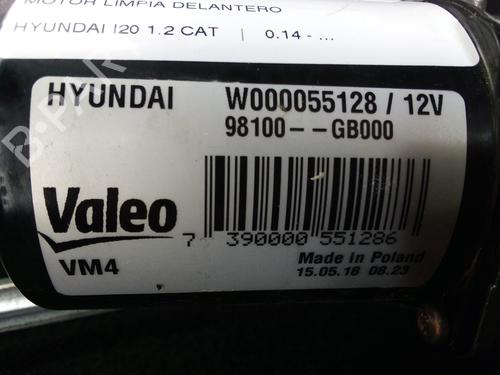 MOTOR LIMPIA DELANTERO
HYUNDAI I20 1.2 CAT | 0.14 - ...
HYUNDAI W000055128 / 12V
98100--GB000
Valeo
VM4
7 390000 551286
Made in Poland
15.05.18 08.23
B-PARTS